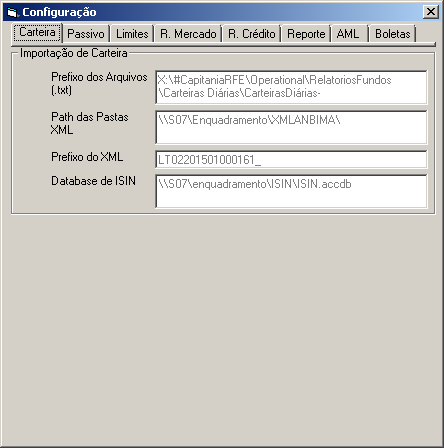 Configuração
Carteira Passivo Limites R. Mercado R. Crédito Reporte AML Boletas
Importação de Carteira
Prefixo dos Arquivos
(.txt)
X:\#CapitaniaRFE\Operational\RelatoriosFundos
\Carteiras Diárias\CarteirasDiárias-
Path das Pastas
XML
\\S07\Enquadramento\XMLANBIMA\
Prefixo do XML
LT02201501000161_
Database de ISIN
\\S07\enquadramento\ISIN\ISIN.accdb